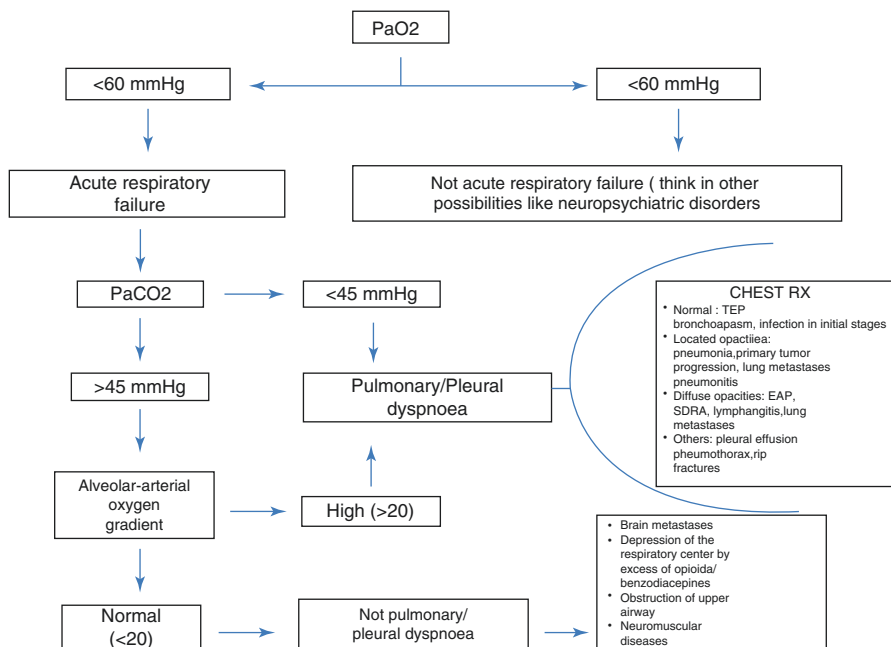 PaO2
<60 mmHg
<60 mmHg
Acute respiratory
failure
Not acute respiratory failure ( think in other
possibilities like neuropsychiatric disorders
PaCO2
<45 mmHg
CHEST RX
• Normal : TEP
bronchoapasm, infection in initial stages
• Located opactiiea:
pneumonia,primary tumor
progression, lung metastases
pneumonitis
• Diffuse opacities: EAP,
SDRA, lymphangitis,lung
metastases
• Others: pleural effusion
pheumothorax,rip
fractures
>45 mmHg
Pulmonary/Pleural
dyspnoea
Alveolar-arterial
oxygen
gradient
High (>20)
Normal
(<20)
Not pulmonary/
pleural dyspnoea
• Brain metastases
• Depression of the
respiratory center by
excess of opioida/
benzodiacepines
• Obstruction of upper
airway
• Neuromuscular
diseases